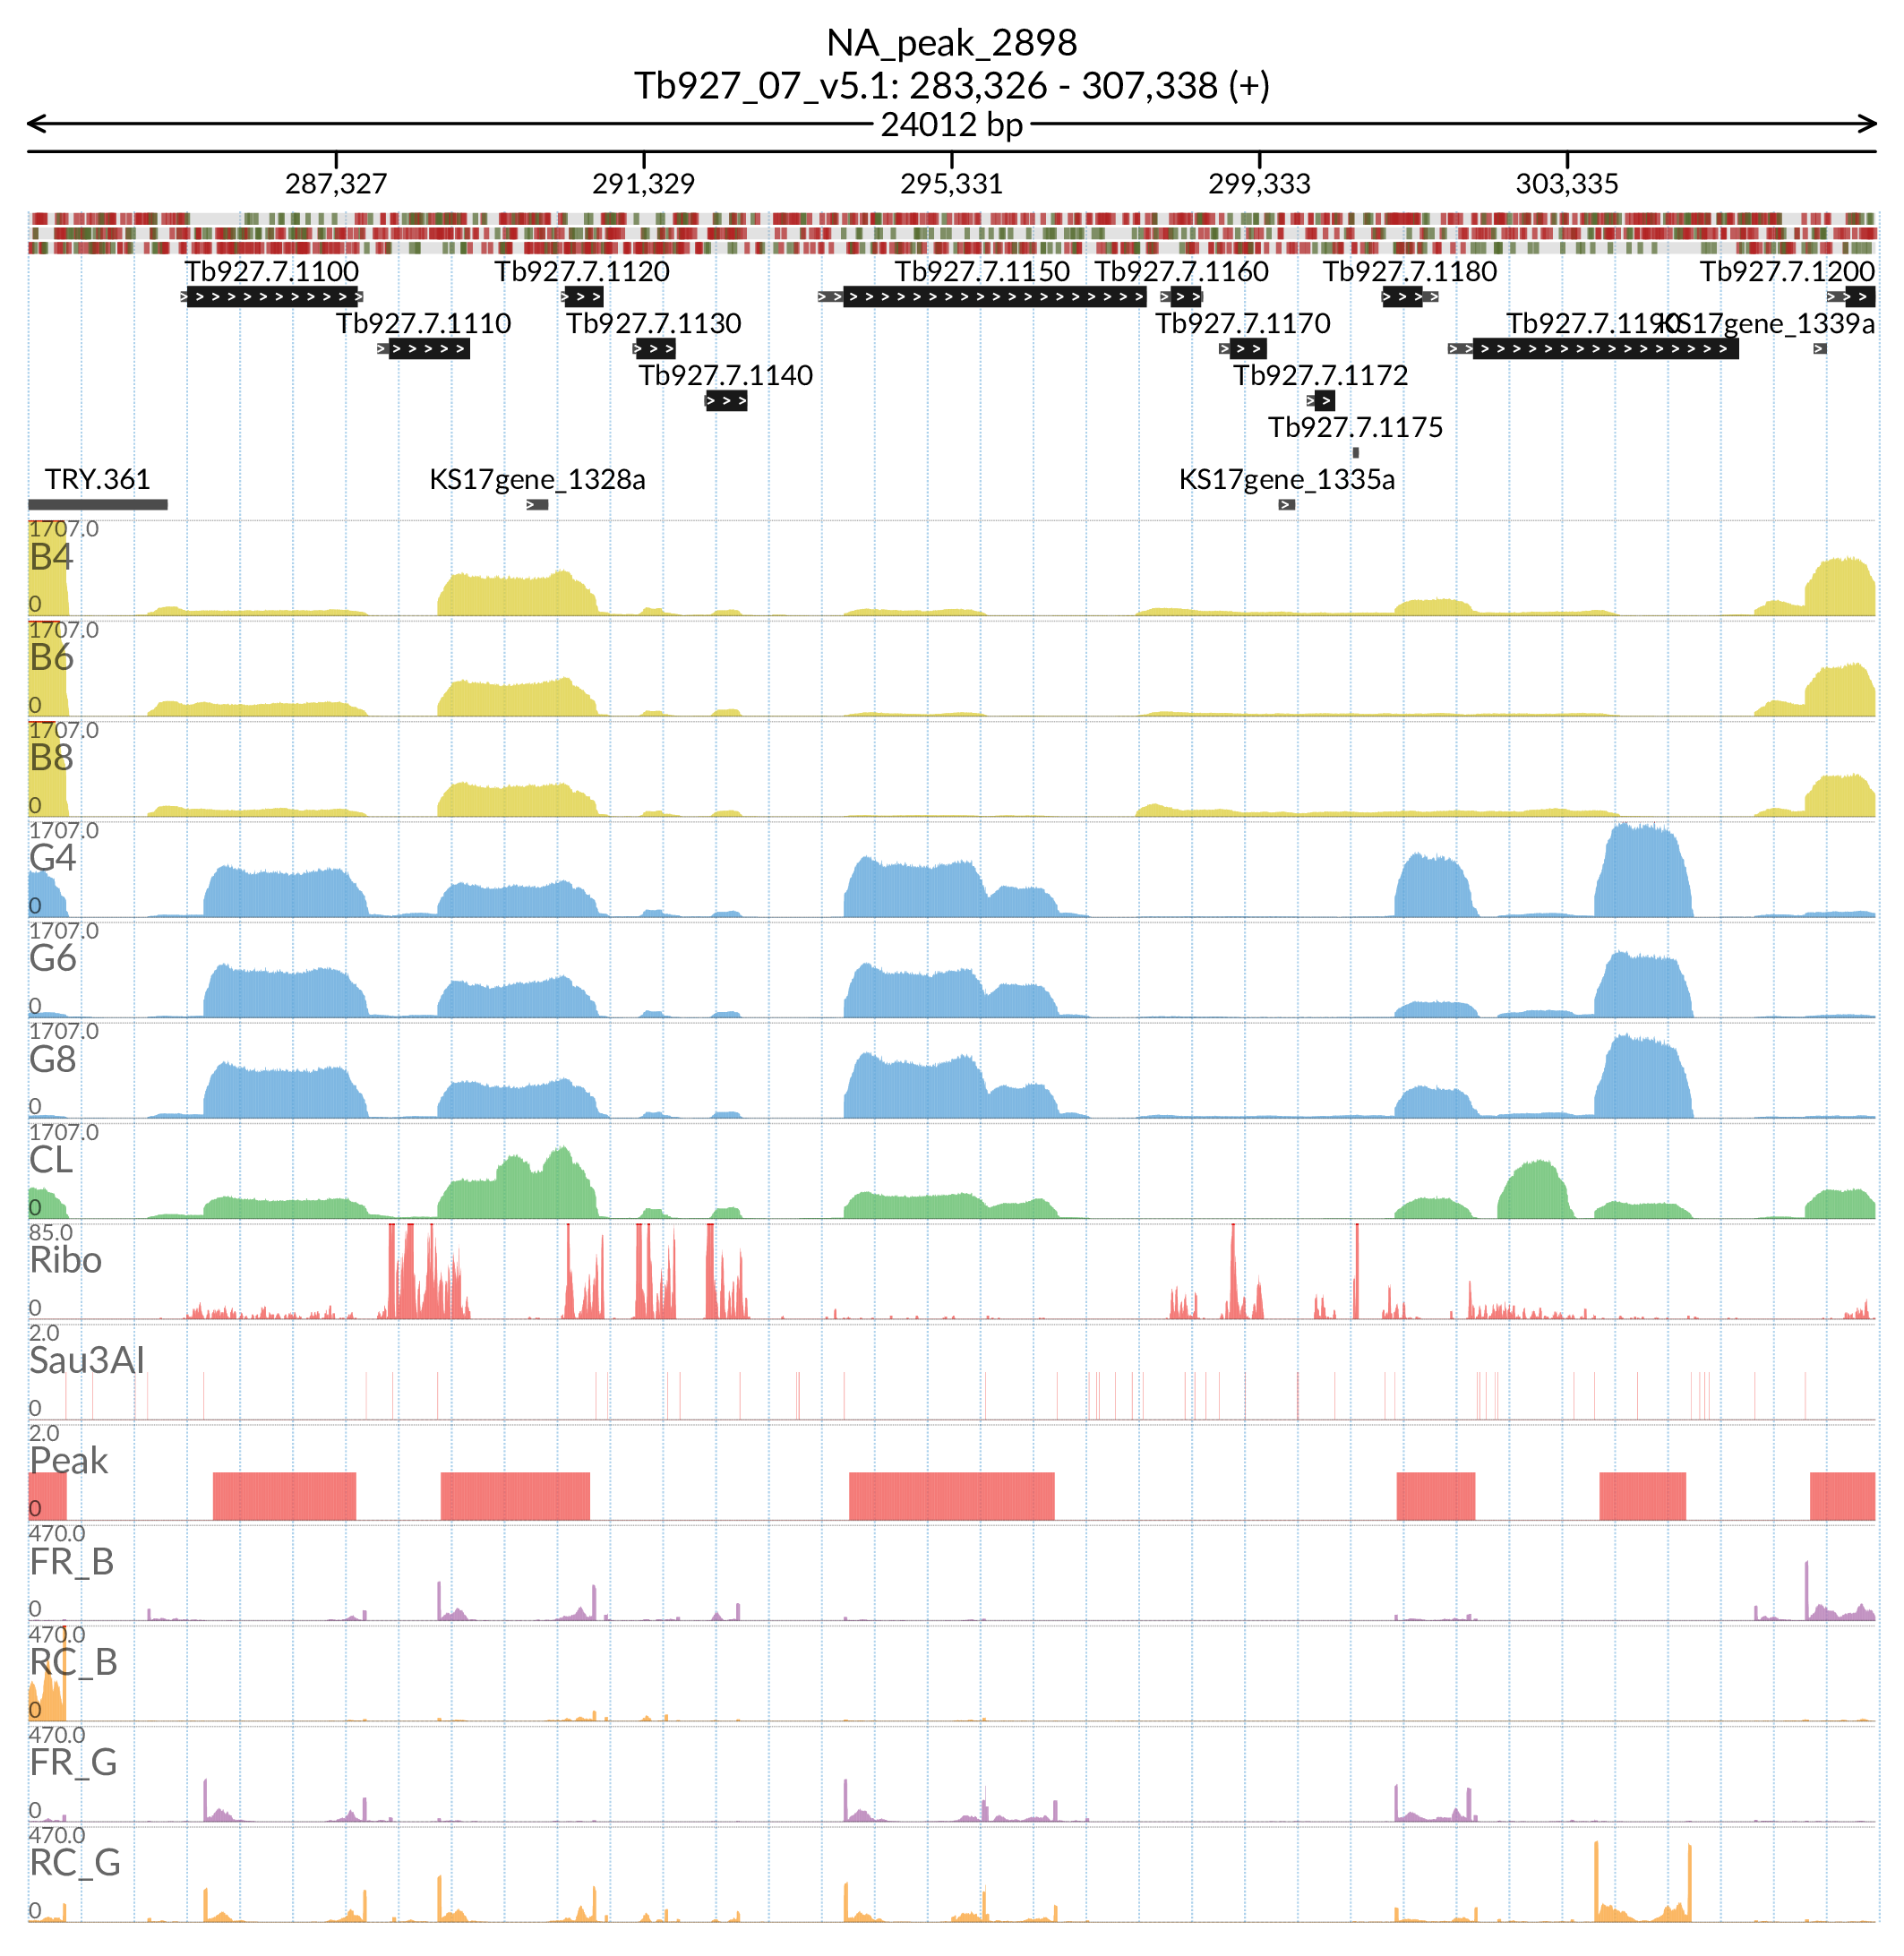 NA_peak_2898
Tb927_07_v5.1: 283,326 - 307,338 (+)
24012 bp
287,327 291,329 295,331 299,333 303,335
Tb927.7.1100 Tb927.7.1120 Tb927.7.1150 Tb927.7.1160 Tb927.7.1180 Tb927.7.1200
Tb927.7.1110 Tb927.7.1130 Tb927.7.1170 Tb927.7.1190 KS17gene_1339a
Tb927.7.1140 Tb927.7.1172
Tb927.7.1175
TRY.361 KS17gene_1328a KS17gene_1335a
1707.0
B4
0
1707.0
B6
0
1707.0
B8
0
1707.0
G4
0
1707.0
G6
0
1707.0
G8
0
1707.0
CL
0
85.0
Ribo
0
2.0
Sau3AI
0
2.0
Peak
0
470.0
FR_B
0
470.0
RC_B
0
470.0
FR_G
0
470.0
RC_G
0